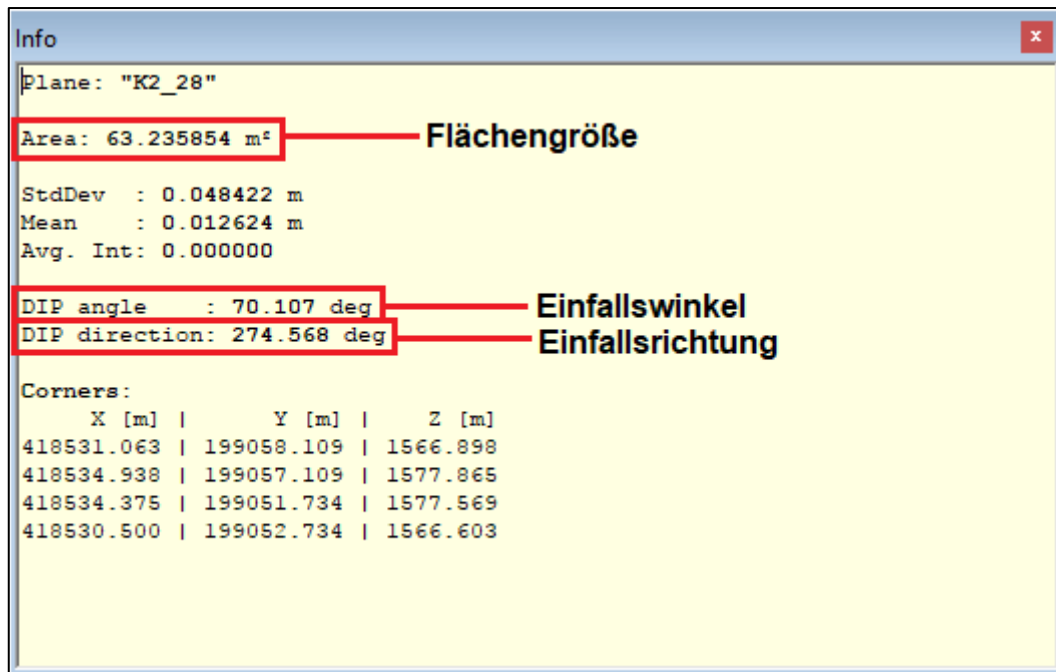 Info
x
Plane: "K2_28"
Area: 63.235854 m²
Flächengröße
StdDev  : 0.048422 m
Mean    : 0.012624 m
Avg. Int: 0.000000
DIP angle    : 70.107 deg
Einfallswinkel
DIP direction: 274.568 deg
Einfallsrichtung
Corners:
X [m] |       Y [m] |    Z [m]
418531.063 | 199058.109 | 1566.898
418534.938 | 199057.109 | 1577.865
418534.375 | 199051.734 | 1577.569
418530.500 | 199052.734 | 1566.603